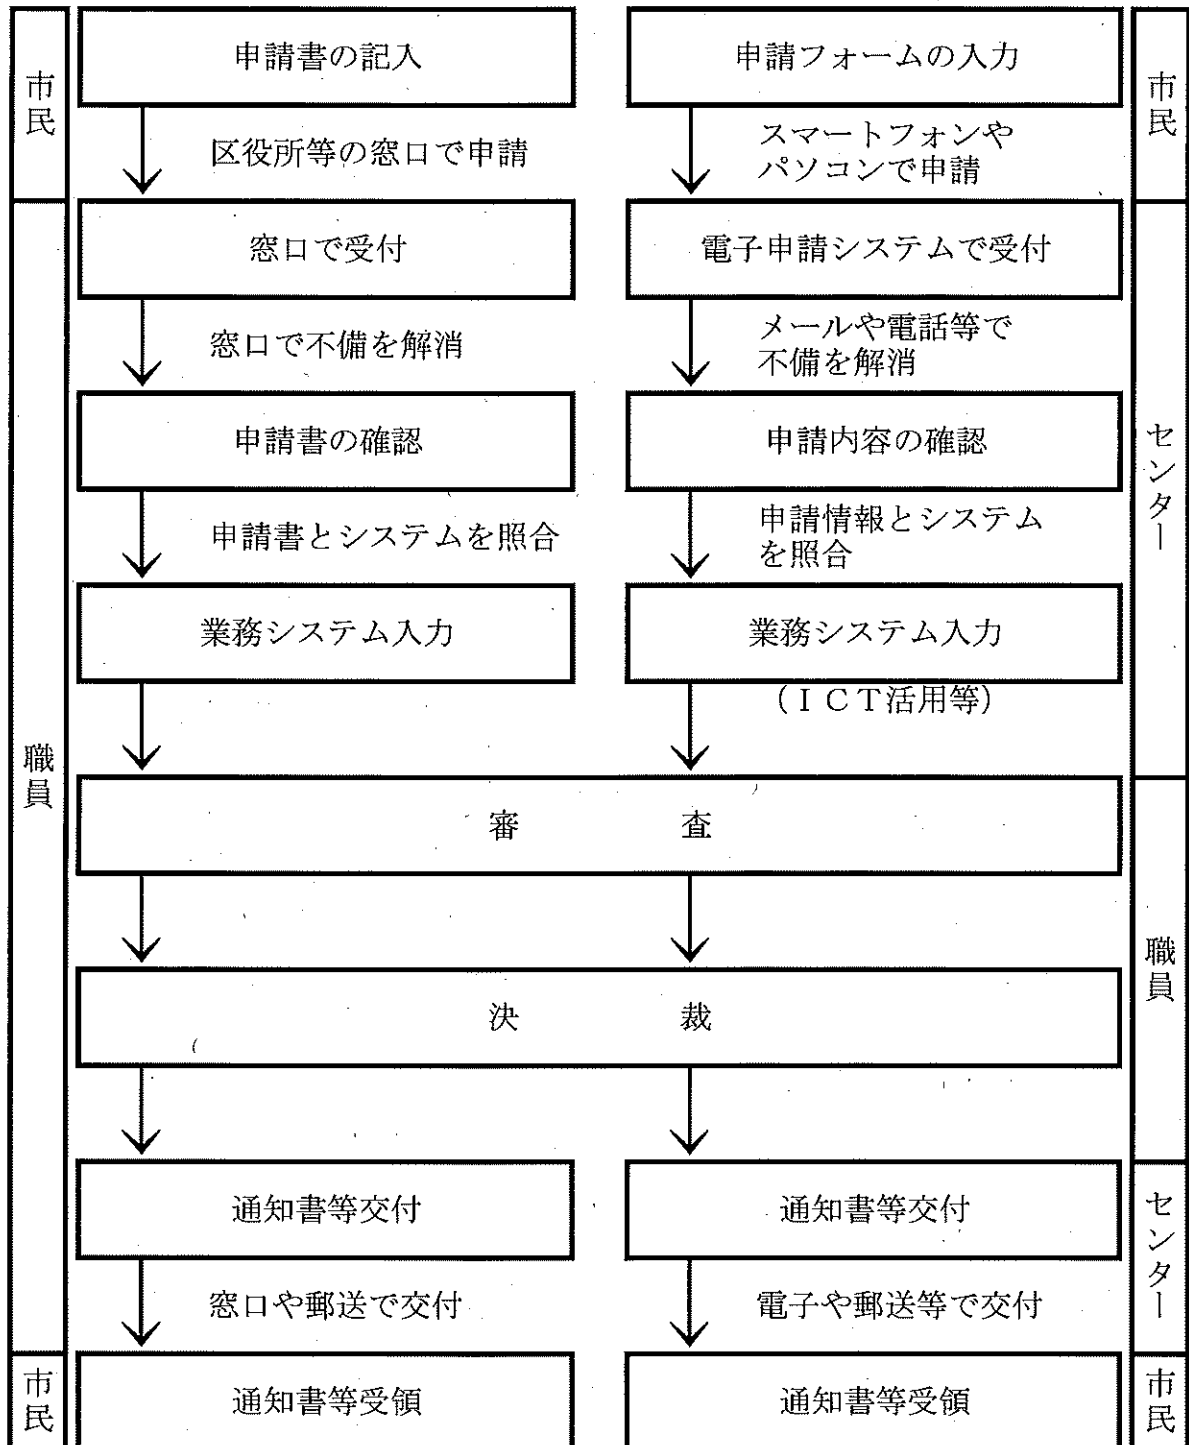 市民
申請書の記入
申請フォームの入力
市民
区役所等の窓口で申請
スマートフォンや
パソコンで申請
職員
窓口で受付
電子申請システムで受付
センター
窓口で不備を解消
メールや電話等で
不備を解消
申請書の確認
申請内容の確認
申請書とシステムを照合
申請情報とシステム
を照合
業務システム入力
業務システム入力
(ICT活用等)
審査
職員
決裁
通知書等交付
通知書等交付
センター
窓口や郵送で交付
電子や郵送等で交付
市民
通知書等受領
通知書等受領
市民